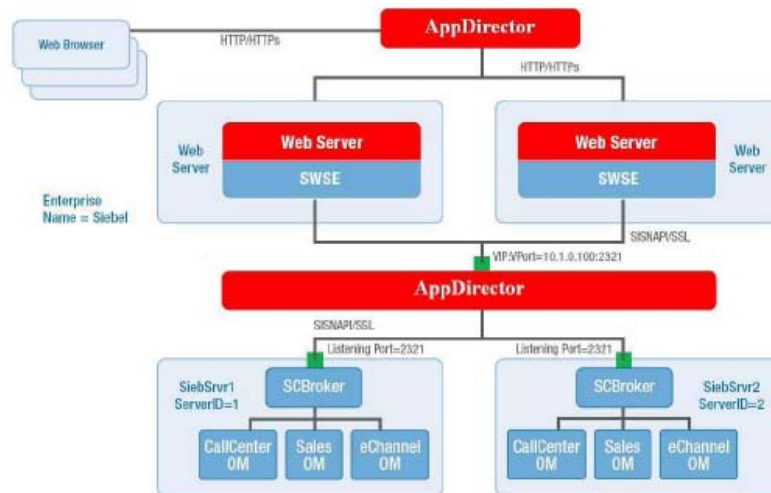 AppDirector
Web Browser
HTTP/HTTPs
HTTP/HTTPs
Web
Server
Web Server
SWSE
Web Server
SWSE
Web
Server
Enterprise
Name = Siebel
SISNAPI/SSL
VIP:VPort=10.1.0.100:2321
AppDirector
SISNAPI/SSL
Listening Port=2321
Listening Port=2321
SiebSrvr1
ServerID=1
SCBroker
CallCenter
OM
Sales
OM
eChannel
OM
SCBroker
SiebSrvr2
ServerID=2
CallCenter
OM
Sales
OM
eChannel
OM